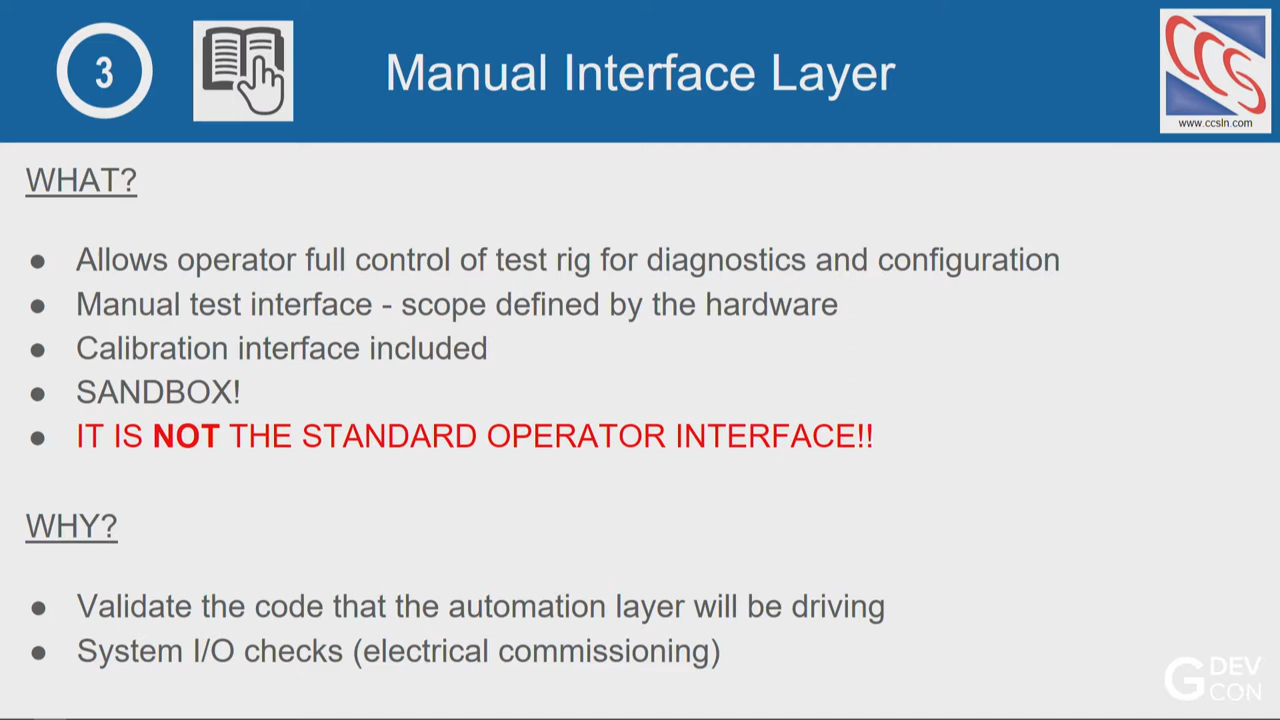 3
Manual Interface Layer
CCS
www.ccsln.com
WHAT?
● Allows operator full control of test rig for diagnostics and configuration
● Manual test interface - scope defined by the hardware
● Calibration interface included
● SANDBOX!
● IT IS NOT THE STANDARD OPERATOR INTERFACE!!
WHY?
● Validate the code that the automation layer will be driving
● System I/O checks (electrical commissioning)
G DEV
CON